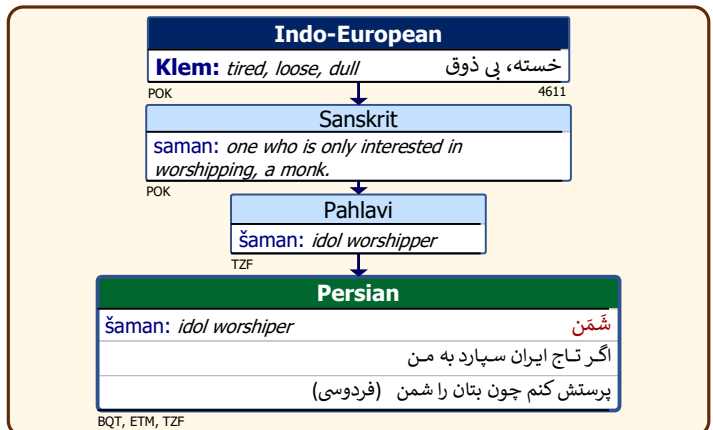 Indo-European
Klem: tired, loose, dull خسته، بی ذوق
POK 4611
Sanskrit
saman: one who is only interested in
worshipping, a monk.
POK
Pahlavi
šaman: idol worshipper
TZF
Persian
šaman: idol worshiper شَمَن
اگر تاج ایران سپارد به من
پرستش کنم چون بتان را شمن (فردوسی)
BQT, ETM, TZF